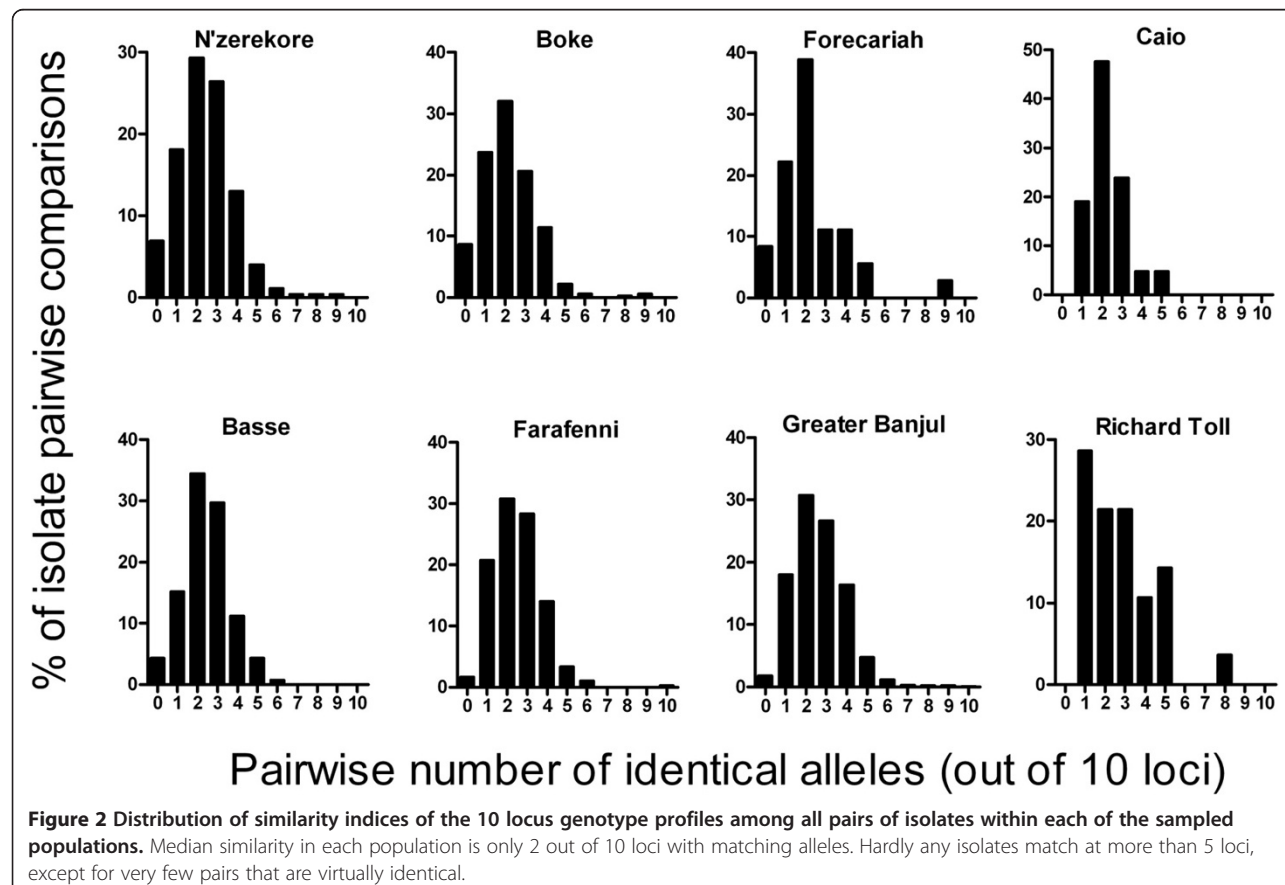 % of isolate pairwise comparisons
N'zerekore
30
20
10
0
0 1 2 3 4 5 6 7 8 9 10
Boke
40
30
20
10
0
0 1 2 3 4 5 6 7 8 9 10
Forecariah
40
30
20
10
0
0 1 2 3 4 5 6 7 8 9 10
Caio
50
40
30
20
10
0
0 1 2 3 4 5 6 7 8 9 10
Basse
40
30
20
10
0
0 1 2 3 4 5 6 7 8 9 10
Farafenni
40
30
20
10
0
0 1 2 3 4 5 6 7 8 9 10
Greater Banjul
40
30
20
10
0
0 1 2 3 4 5 6 7 8 9 10
Richard Toll
30
20
10
0
0 1 2 3 4 5 6 7 8 9 10
Pairwise number of identical alleles (out of 10 loci)
Figure 2 Distribution of similarity indices of the 10 locus genotype profiles among all pairs of isolates within each of the sampled
populations. Median similarity in each population is only 2 out of 10 loci with matching alleles. Hardly any isolates match at more than 5 loci,
except for very few pairs that are virtually identical.